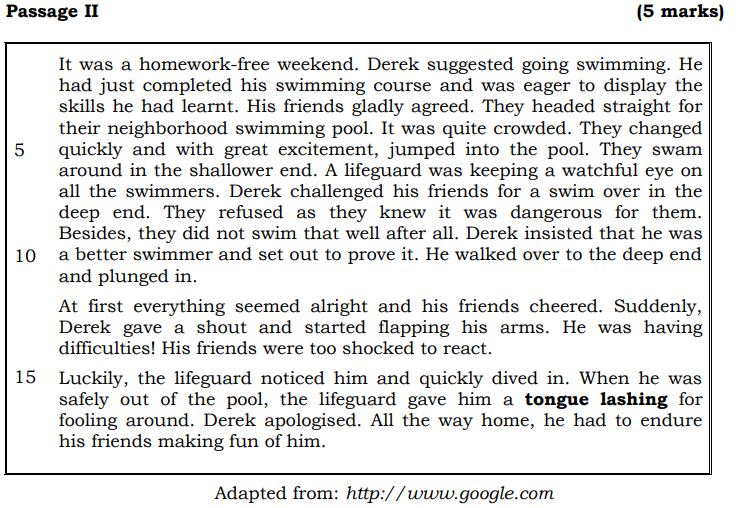 Passage II (5 marks)
It was a homework-free weekend. Derek suggested going swimming. He
had just completed his swimming course and was eager to display the
skills he had learnt. His friends gladly agreed. They headed straight for
their neighborhood swimming pool. It was quite crowded. They changed
5 quickly and with great excitement, jumped into the pool. They swam
around in the shallower end. A lifeguard was keeping a watchful eye on
all the swimmers. Derek challenged his friends for a swim over in the
deep end. They refused as they knew it was dangerous for them.
Besides, they did not swim that well after all. Derek insisted that he was
10 a better swimmer and set out to prove it. He walked over to the deep end
and plunged in.
At first everything seemed alright and his friends cheered. Suddenly,
Derek gave a shout and started flapping his arms. He was having
difficulties! His friends were too shocked to react.
15 Luckily, the lifeguard noticed him and quickly dived in. When he was
safely out of the pool, the lifeguard gave him a tongue lashing for
fooling around. Derek apologised. All the way home, he had to endure
his friends making fun of him.
Adapted from: http://www.google.com